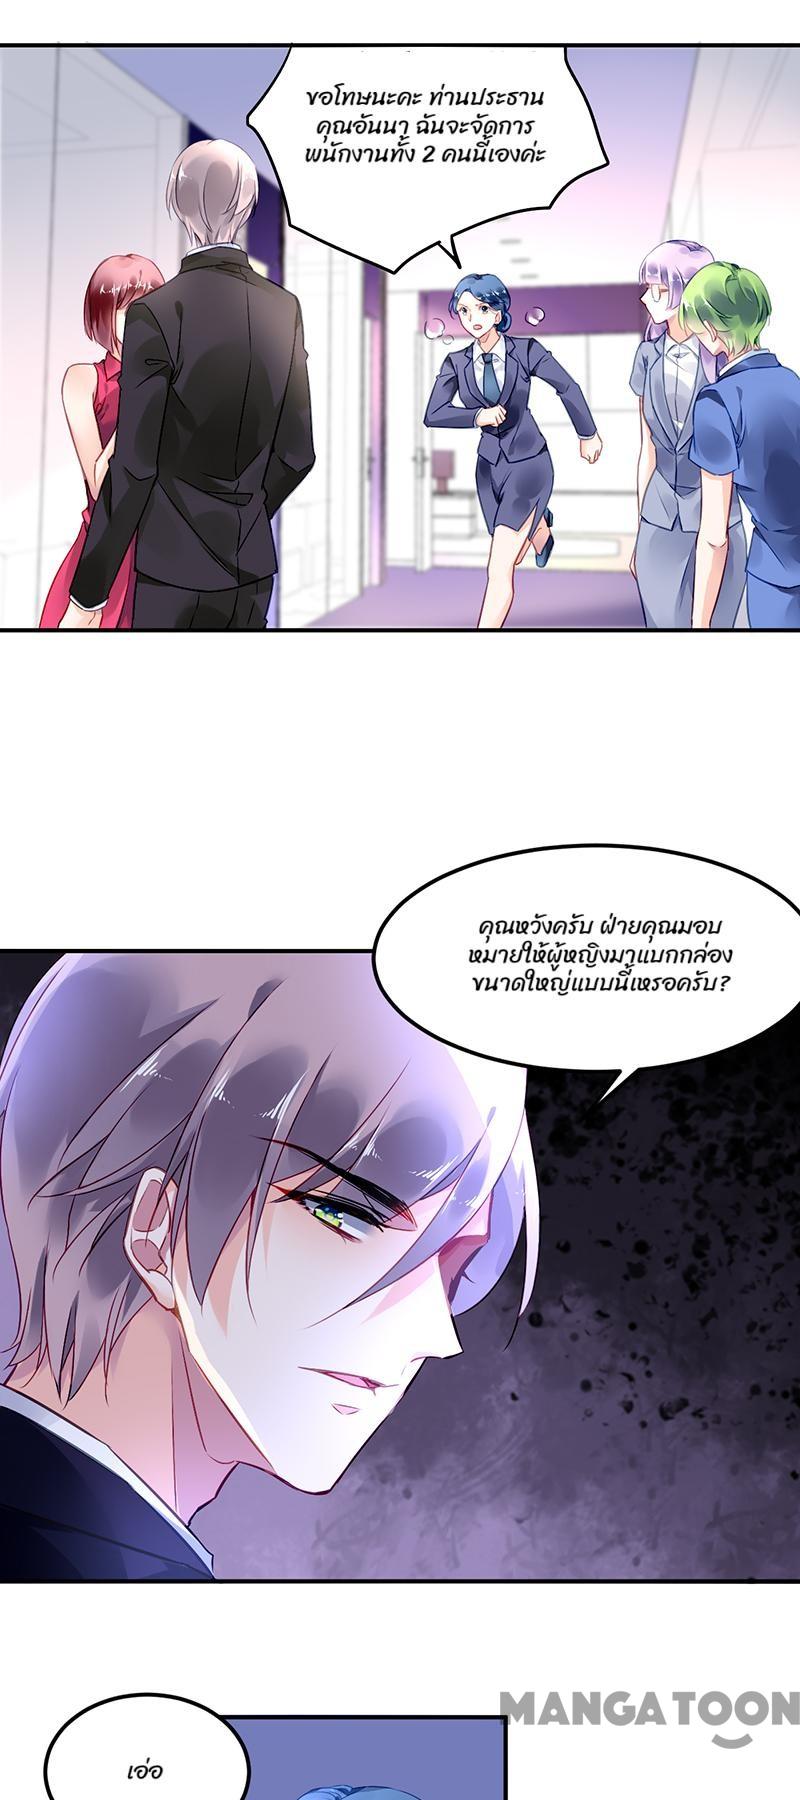 ขอโทษนะคะ ท่านประธาน
คุณอันนา ฉันจะจัดการ
พนักงานทั้ง 2 คนนี้เองค่ะ
คุณหวังครับ ฝ่ายคุณมอบ
หมายให้ผู้หญิงมาแบกกล่อง
ขนาดใหญ่แบบนี้เหรอครับ?
MANGATOON
เอ่อ